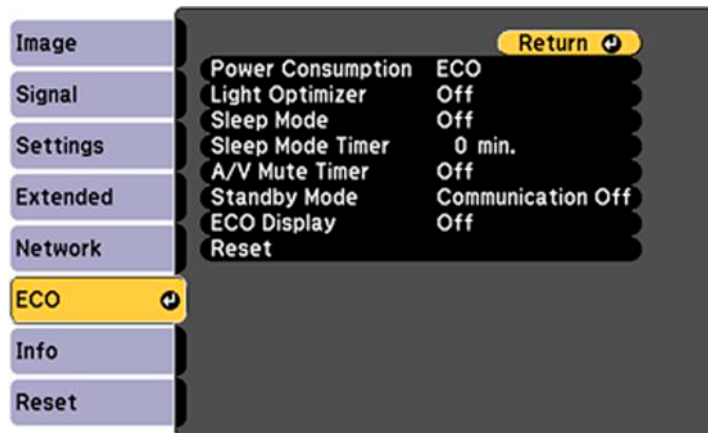 Image
Signal
Settings
Extended
Network
ECO
Info
Reset
Return
Power Consumption ECO
Light Optimizer Off
Sleep Mode Off
Sleep Mode Timer 0 min.
A/V Mute Timer Off
Standby Mode Communication Off
ECO Display Off
Reset